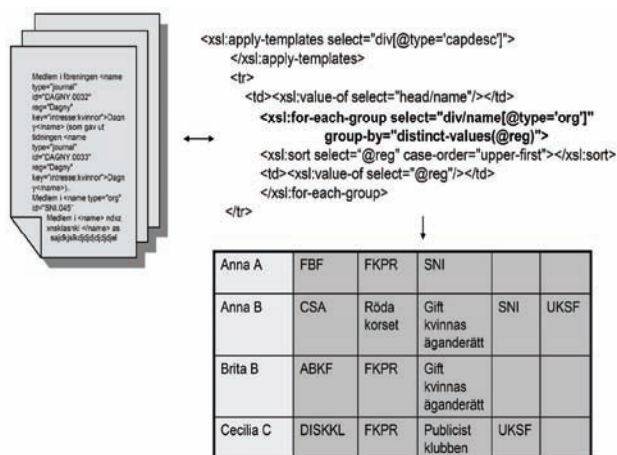 Medlem i föreningen <name
type="journal"
id="DAGNY.0032"
reg="Dagny"
key="intresse:kvinnor">Dagn
y</name> (som gav ut
tidningen <name
type="journal"
id="DAGNY.0033"
reg="Dagny"
key="intresse:kvinnor">Dagn
y</name>)..
Medlem i <name type="org"
id="SNI.045"
Medlem i <name> ndxz
</name> as
<xsl:apply-templates select="div[@type='capdesc']">
</xsl:apply-templates>
<tr>
<td><xsl:value-of select="head/name"/></td>
<xsl:for-each-group select="div/name[@type='org']"
group-by="distinct-values(@reg)">
<xsl:sort select="@reg" case-order="upper-first"></xsl:sort>
<td><xsl:value-of select="@reg"/></td>
</xsl:for-each-group>
</tr>
Anna A FBF FKPR SNI
Anna B CSA Röda korset Gift kvinnas äganderätt SNI UKSF
Brita B ABKF FKPR Gift kvinnas äganderätt
Cecilia C DISKKL FKPR Publicist klubben UKSF